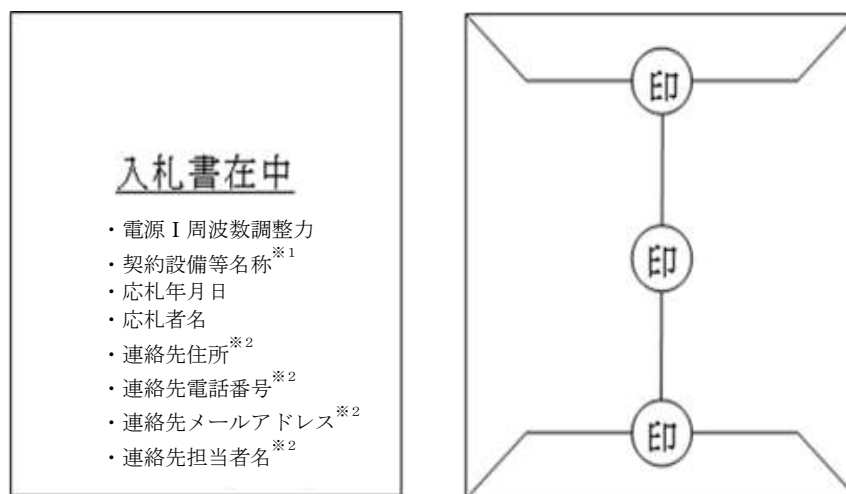 入札書在中
・電源Ⅰ周波数調整力
・契約設備等名称※1
・応札年月日
・応札者名
・連絡先住所※2
・連絡先電話番号※2
・連絡先メールアドレス※2
・連絡先担当者名※2
印
印
印